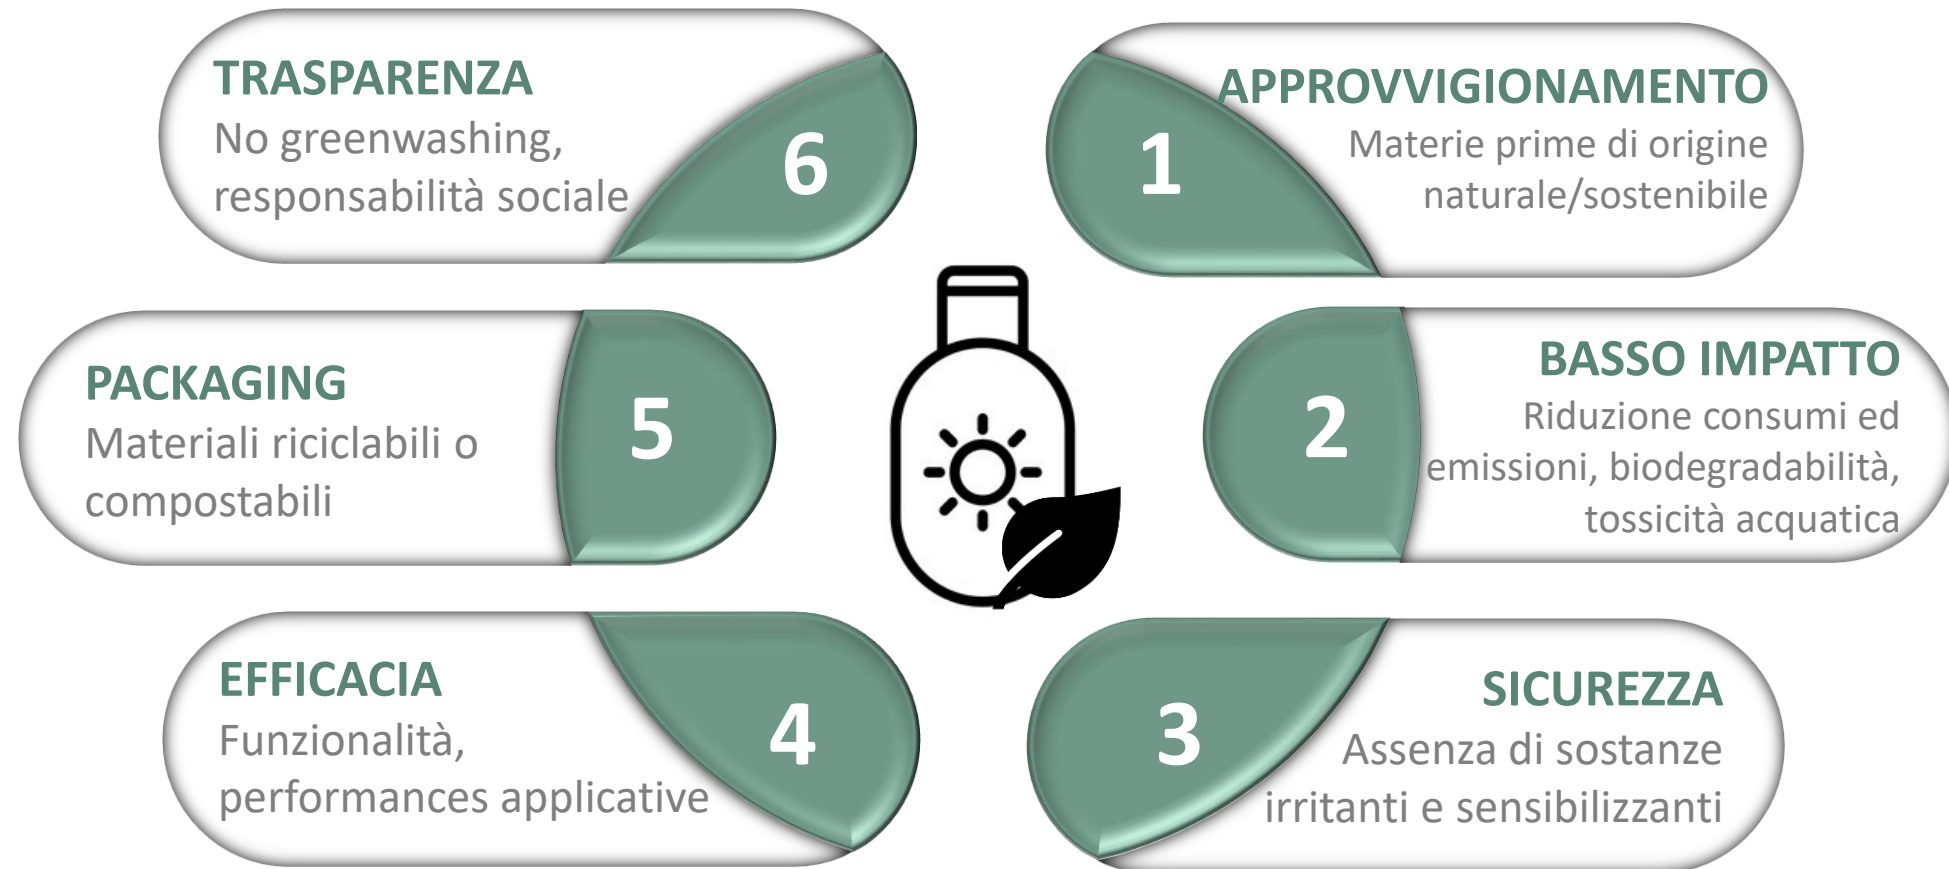 TRASPARENZA
No greenwashing,
responsabilità sociale
6
1
APPROVVIGIONAMENTO
Materie prime di origine
naturale/sostenibile
PACKAGING
Materiali riciclabili o
compostabili
5
2
BASSO IMPATTO
Riduzione consumi ed
emissioni, biodegradabilità,
tossicità acquatica
EFFICACIA
Funzionalità,
performances applicative
4
3
SICUREZZA
Assenza di sostanze
irritanti e sensibilizzanti